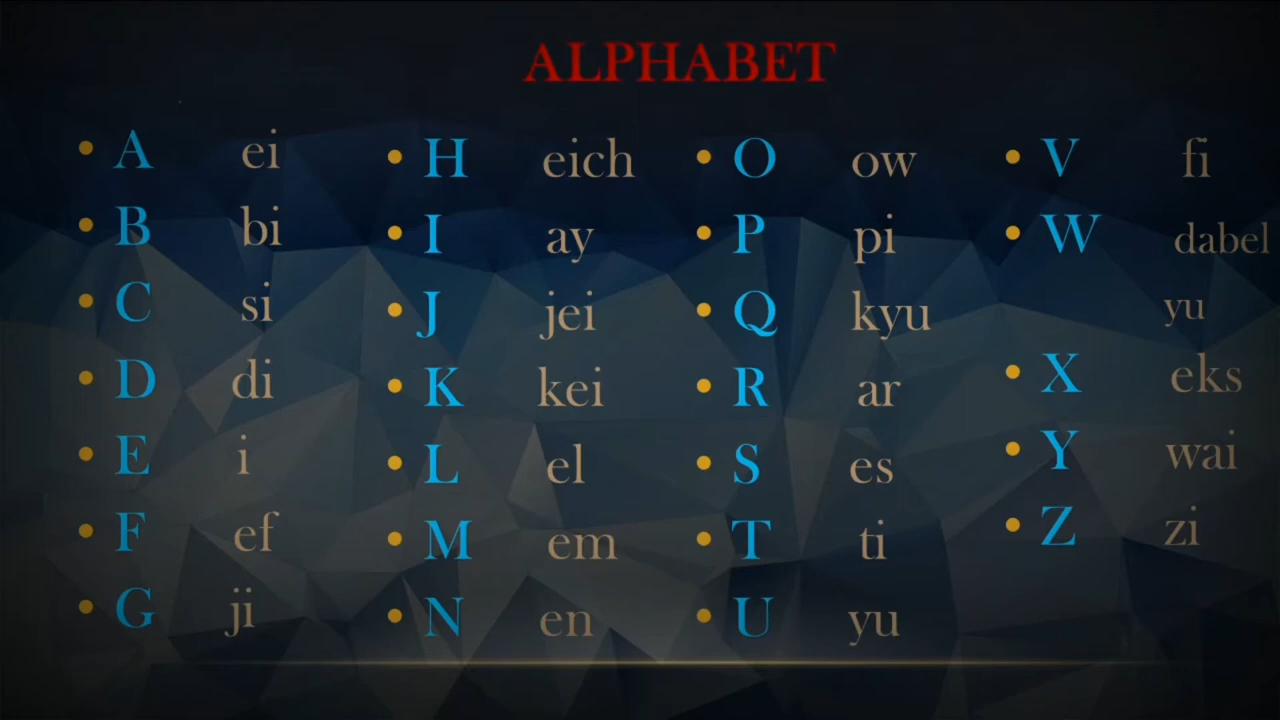 ALPHABET
A ei
B bi
C si
D di
E i
F ef
G ji
H eich
I ay
J jei
K kei
L el
M em
N en
O ow
P pi
Q kyu
R ar
S es
T ti
U yu
V fi
W dabel
yu
X eks
Y wai
Z zi